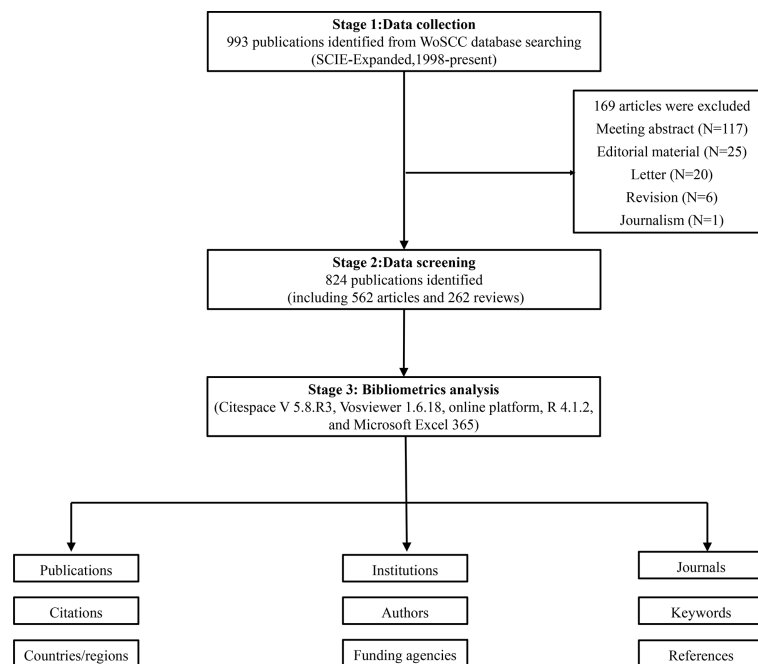 Stage 1:Data collection
993 publications identified from WoSCC database searching
(SCIE-Expanded,1998-present)
169 articles were excluded
Meeting abstract (N=117)
Editorial material (N=25)
Letter (N=20)
Revision (N=6)
Journalism (N=1)
Stage 2:Data screening
824 publications identified
(including 562 articles and 262 reviews)
Stage 3: Bibliometrics analysis
(Citespace V 5.8.R3, Vosviewer 1.6.18, online platform, R 4.1.2,
and Microsoft Excel 365)
Publications
Institutions
Journals
Citations
Authors
Keywords
Countries/regions
Funding agencies
References